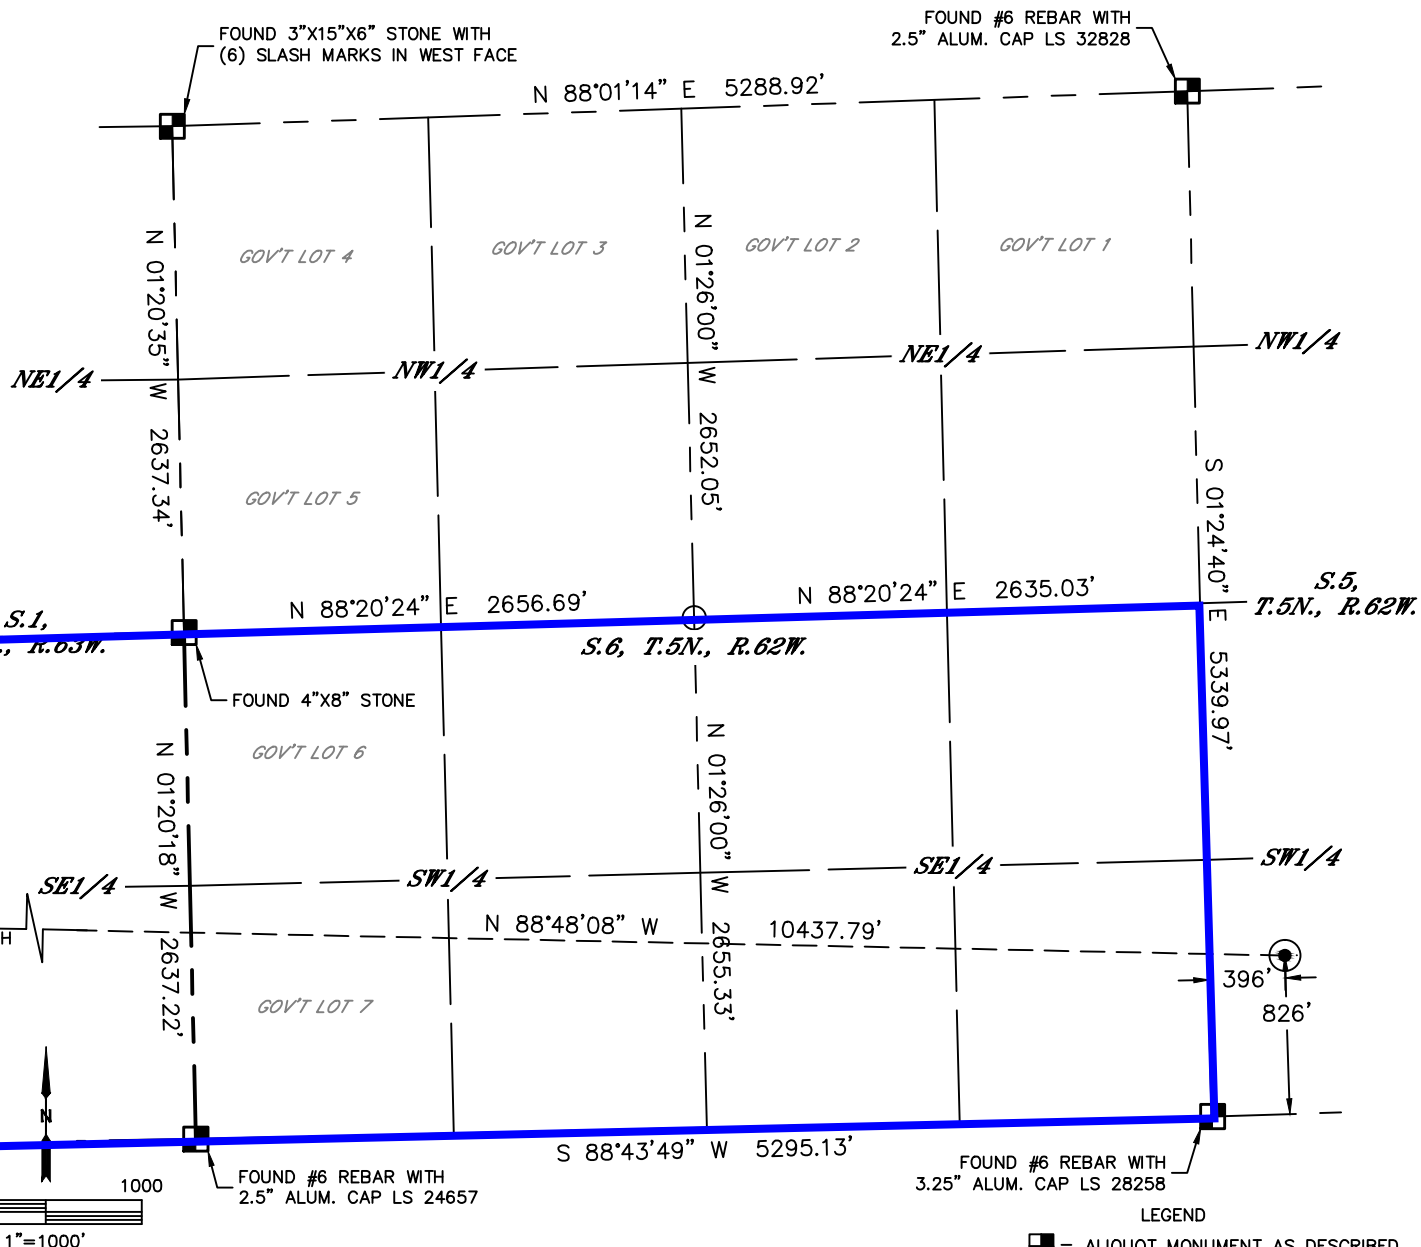 FOUND 3"X15"X6" STONE WITH
(6) SLASH MARKS IN WEST FACE
FOUND #6 REBAR WITH
2.5" ALUM. CAP LS 32828
N 88°01'14" E 5288.92'
GOV'T LOT 4
GOV'T LOT 3
GOV'T LOT 2
GOV'T LOT 1
N 01°20'35" W 2637.34'
N 01°26'00" W 2652.05'
S 01°24'40" E 5339.97'
NE1/4
NW1/4
NE1/4
NW1/4
GOV'T LOT 5
N 88°20'24" E 2656.69'
N 88°20'24" E 2635.03'
S.1,
., R.63W.
S.6, T.5N., R.62W.
S.5,
T.5N., R.62W.
FOUND 4"X8" STONE
GOV'T LOT 6
N 01°20'18" W 2637.22'
N 01°26'00" W 2655.33'
SE1/4
SW1/4
SE1/4
SW1/4
H
N 88°48'08" W 10437.79'
396'
826'
GOV'T LOT 7
N
S 88°43'49" W 5295.13'
FOUND #6 REBAR WITH
2.5" ALUM. CAP LS 24657
FOUND #6 REBAR WITH
3.25" ALUM. CAP LS 28258
1000
1"=1000'
LEGEND
– ALIQUOT MONUMENT AS DESCRIBED